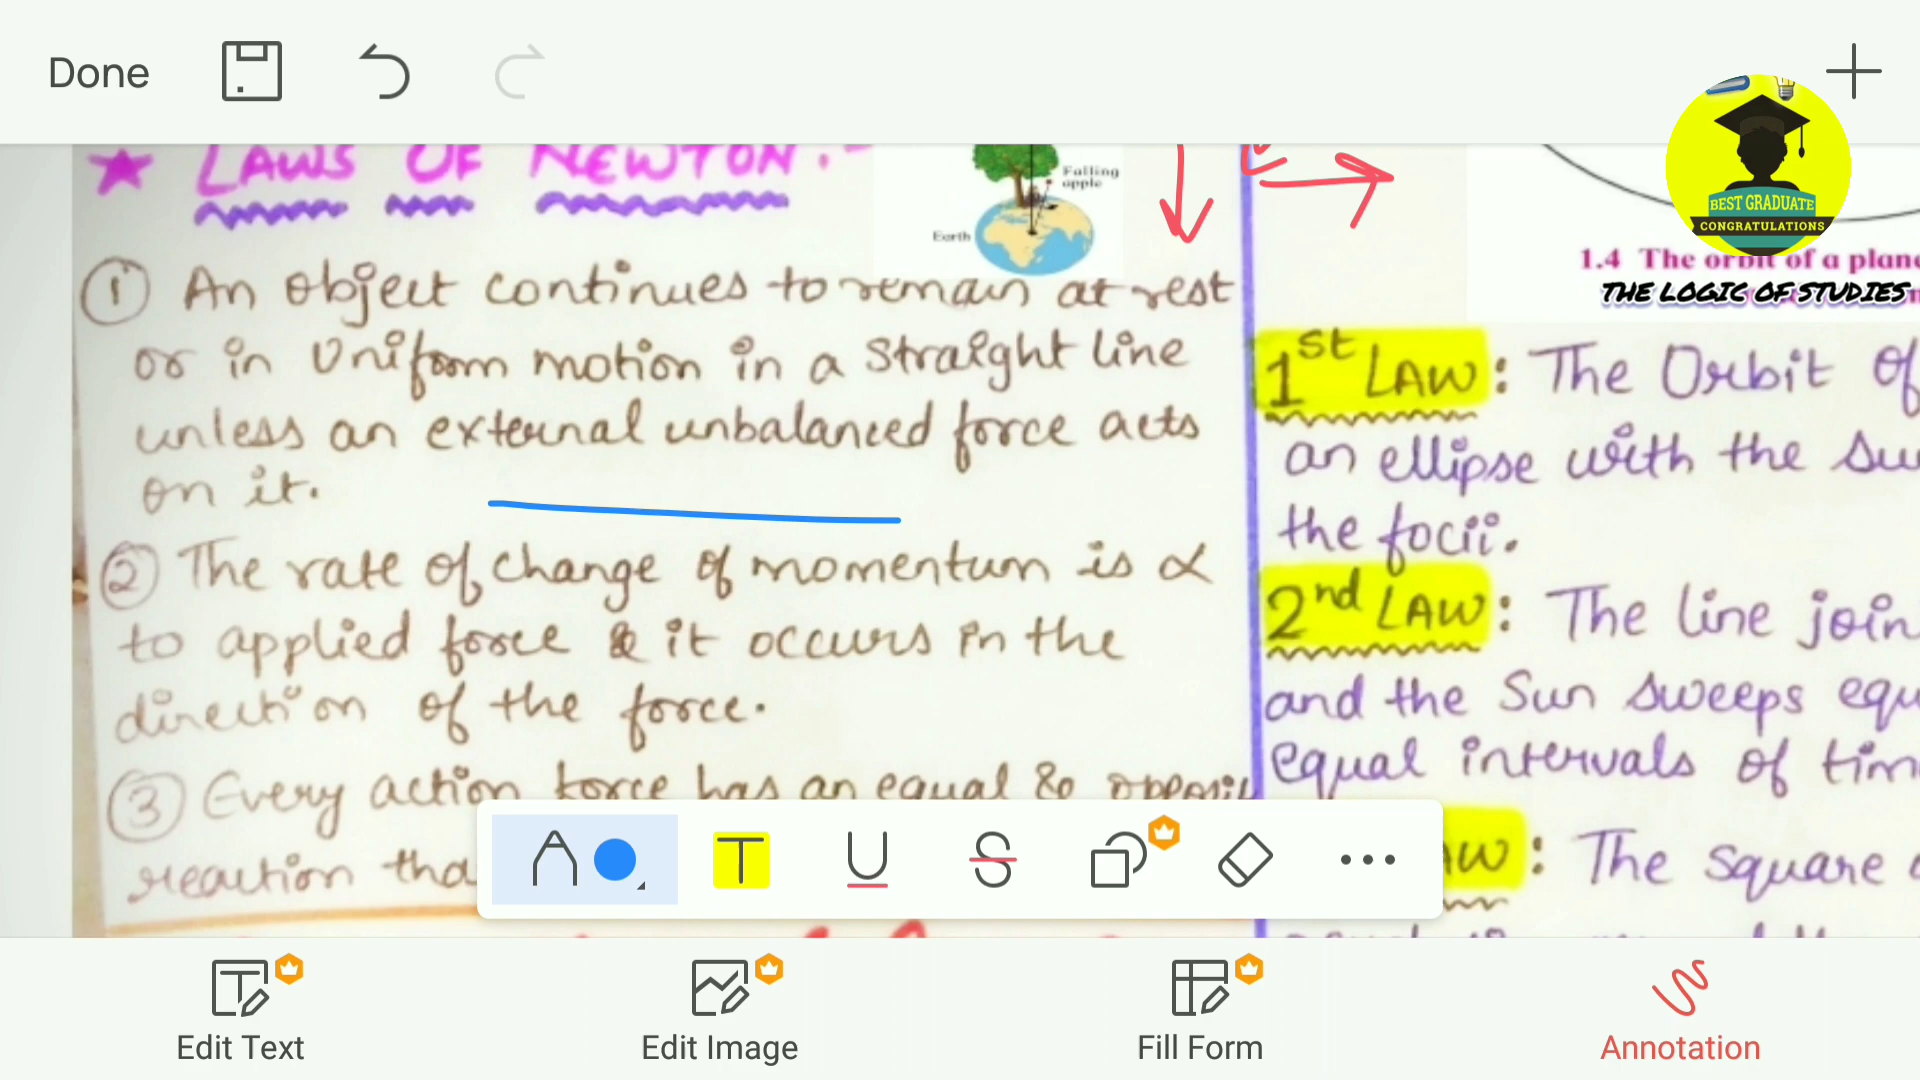 Done
★ LAWS OF NEWTON :-
Falling
apple
Earth
① An object continues to remain at rest
or in Uniform motion in a straight line
unless an external unbalanced force acts
on it.
② The rate of change of momentum is ∝
to applied force & it occurs in the
direction of the force.
③ Every action force has an equal &
reaction tha
BEST GRADUATE
CONGRATULATIONS
1.4 The orbit of a plane
THE LOGIC OF STUDIES
1st LAW: The Orbit of
an ellipse with the Su
the focii.
2nd LAW: The line join
and the Sun sweeps equ
equal intervals of tim
AW: The square o
T
U
S
Edit Text
Edit Image
Fill Form
Annotation